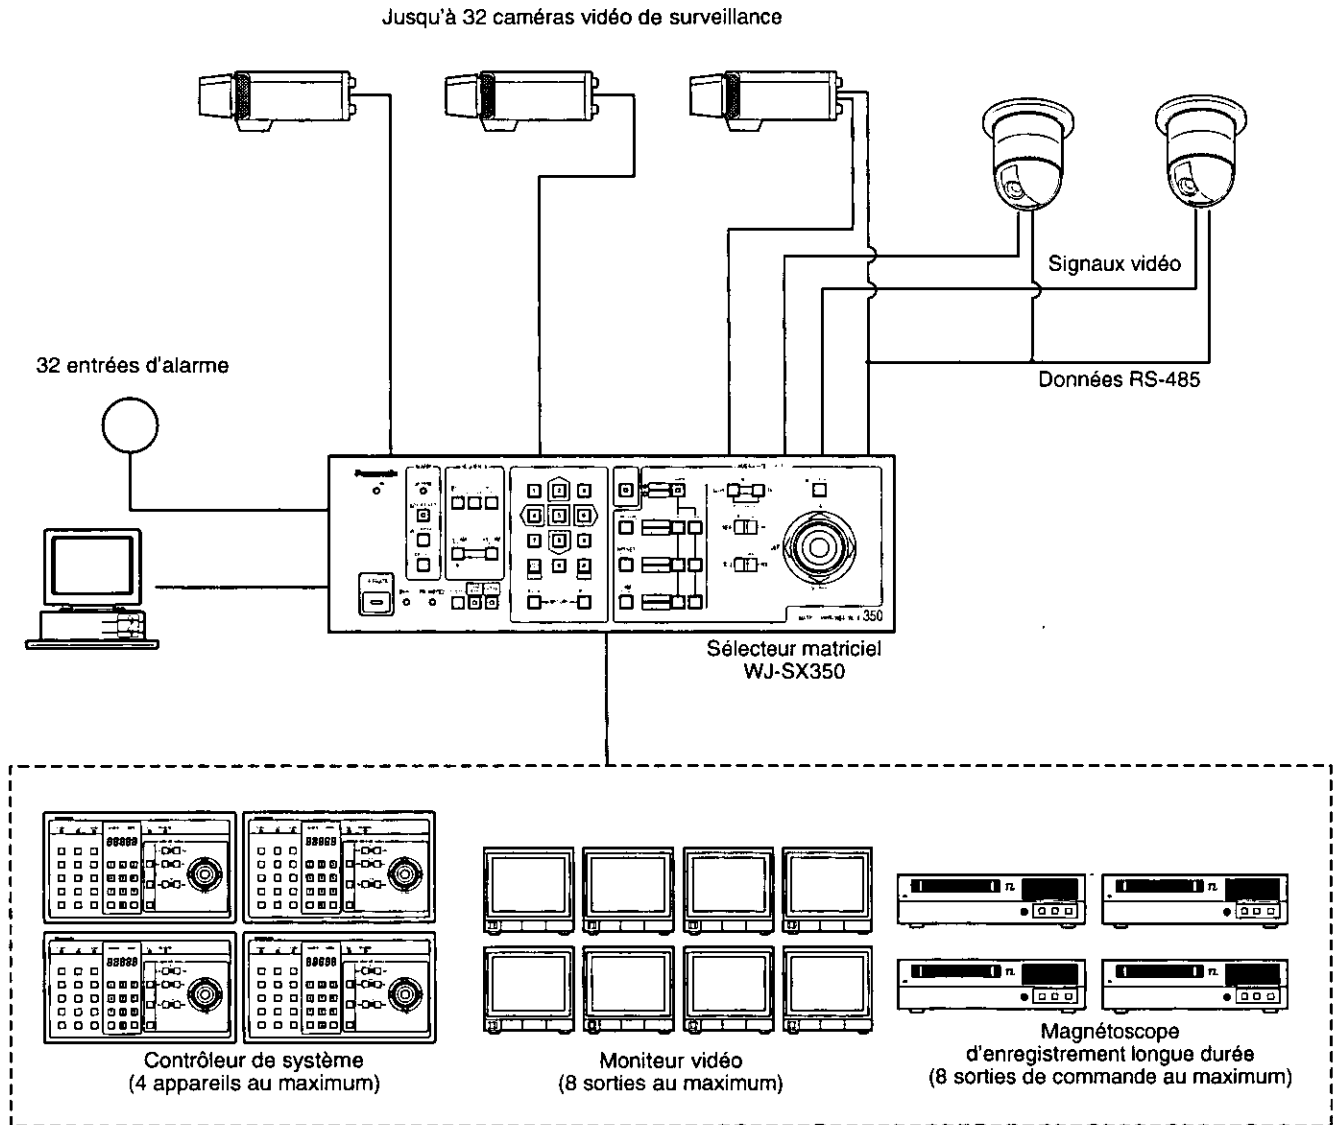 Jusqu'à 32 caméras vidéo de surveillance
Signaux vidéo
32 entrées d'alarme
Données RS-485
Panasonic
350
Sélecteur matriciel
WJ-SX350
Contrôleur de système
(4 appareils au maximum)
Moniteur vidéo
(8 sorties au maximum)
Magnétoscope
d'enregistrement longue durée
(8 sorties de commande au maximum)